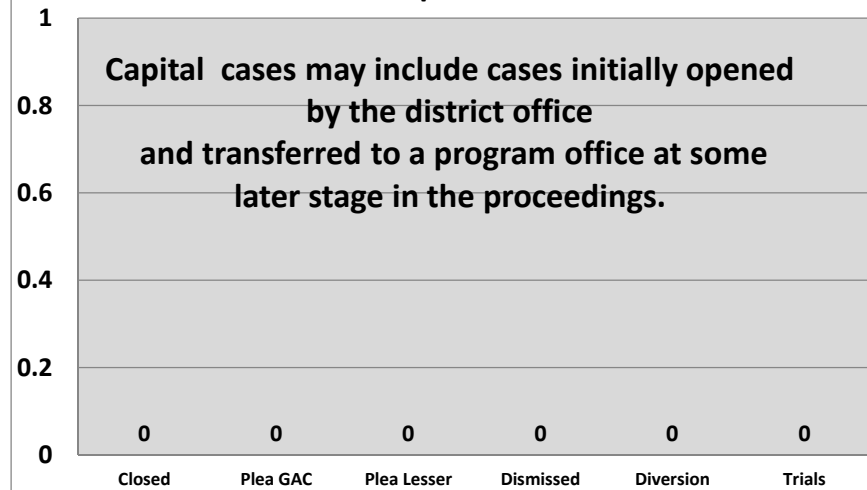 1
Capital cases may include cases initially opened
by the district office
0.8
and transferred to a program office at some
later stage in the proceedings.
0.6
0.4
0.2
0 0 0 0 0 0
0
Closed Plea GAC Plea Lesser Dismissed Diversion Trials